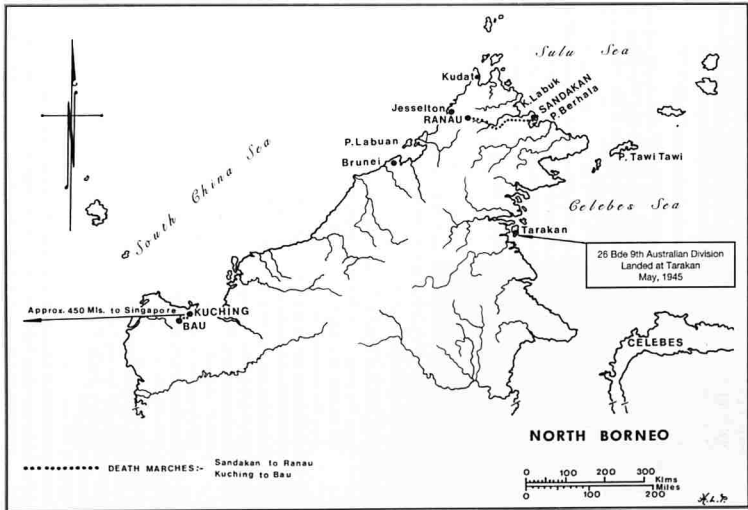 Sulu Sea
Kudat
K.Labuk
SANDAKAN
P. Berhala
Jesselton
RANAU
P.Labuan
Brunei
P. Tawi Tawi
South China Sea
Celebes Sea
Tarakan
26 Bde 9th Australian Division
Landed at Tarakan
May, 1945
Approx. 450 Mls. to Singapore
KUCHING
BAU
CELEBES
NORTH BORNEO
DEATH MARCHES:- Sandakan to Ranau
Kuching to Bau
0 100 200 300 Klms
0 100 200 Miles